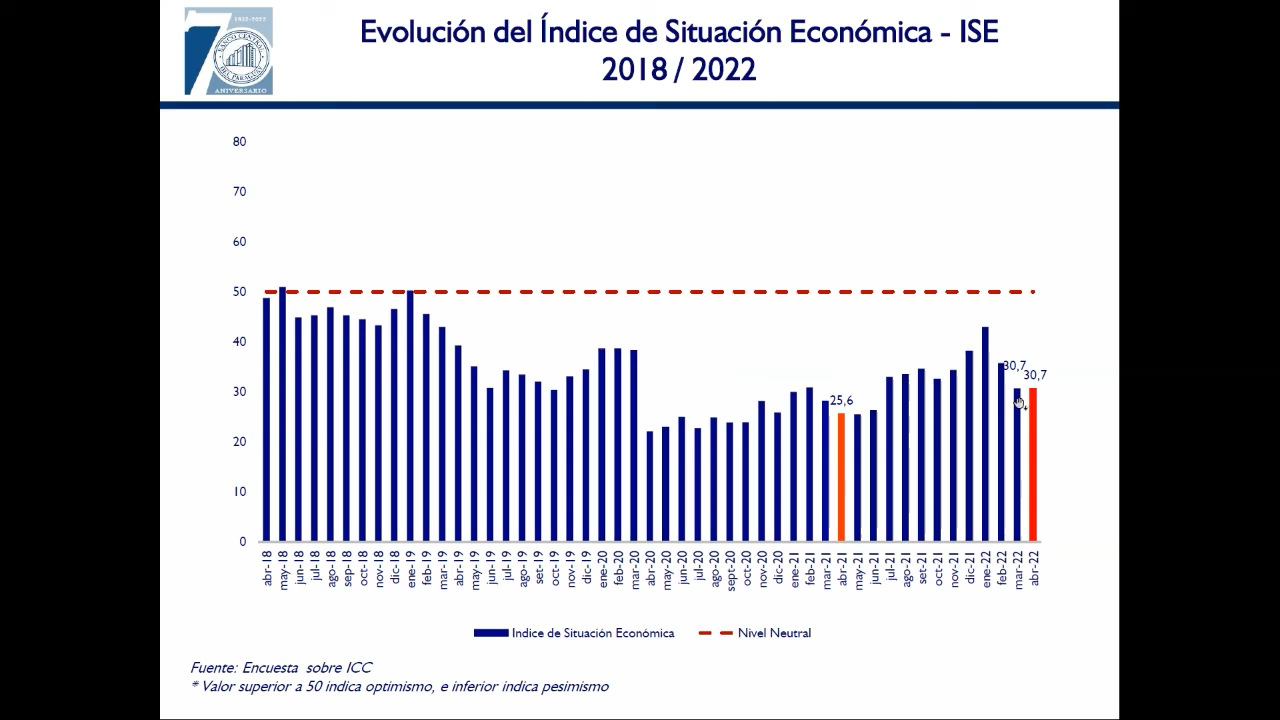 1952-2022
BANCO CENTRAL DEL PARAGUAY
ANIVERSARIO
Evolución del Índice de Situación Económica - ISE
2018 / 2022
80
70
60
50
40
30
20
10
0
25,6
30,7
30,7
abr-18
may-18
jun-18
jul-18
ago-18
sep-18
oct-18
nov-18
dic-18
ene-19
feb-19
mar-19
abr-19
may-19
jun-19
jul-19
ago-19
set-19
oct-19
nov-19
dic-19
ene-20
feb-20
mar-20
abr-20
may-20
jun-20
jul-20
ago-20
sept-20
oct-20
nov-20
dic-20
ene-21
feb-21
mar-21
abr-21
may-21
jun-21
jul-21
ago-21
set-21
oct-21
nov-21
dic-21
ene-22
feb-22
mar-22
abr-22
Indice de Situación Económica
Nivel Neutral
Fuente: Encuesta sobre ICC
* Valor superior a 50 indica optimismo, e inferior indica pesimismo